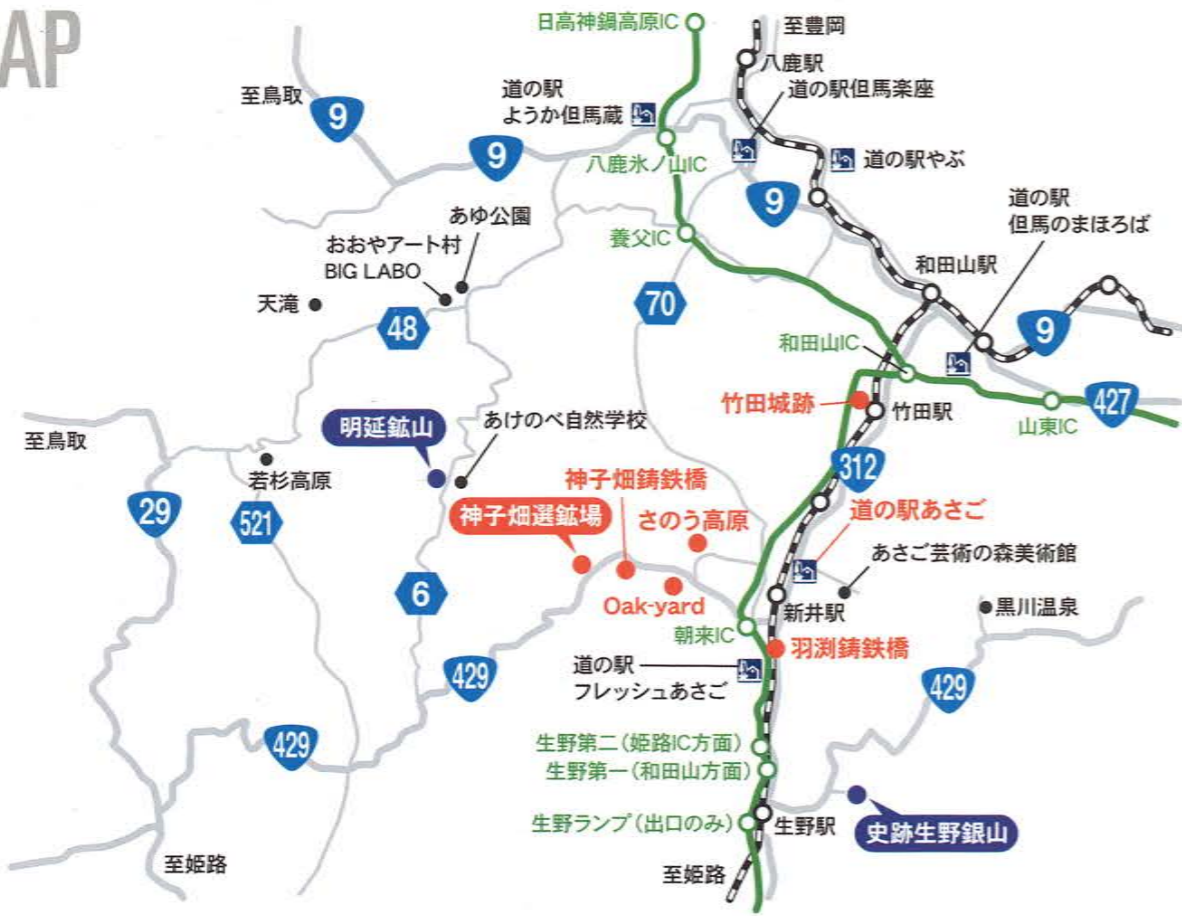 AP
日高神鍋高原IC
至豊岡
八鹿駅
至鳥取
9
道の駅
ようか但馬蔵
道の駅但馬楽座
9
八鹿氷ノ山IC
道の駅やぶ
9
道の駅
但馬のまほろば
あゆ公園
養父IC
おおやアート村
BIG LABO
和田山駅
天滝
48
70
9
和田山IC
竹田城跡
竹田駅
427
山東IC
至鳥取
明延鉱山
あけのべ自然学校
312
若杉高原
29
521
神子畑鋳鉄橋
神子畑選鉱場
さのう高原
道の駅あさご
あさご芸術の森美術館
6
Oak-yard
新井駅
黒川温泉
朝来IC
羽渕鋳鉄橋
道の駅
フレッシュあさご
429
429
429
生野第二(姫路IC方面)
生野第一(和田山方面)
生野ランプ(出口のみ)
生野駅
史跡生野銀山
至姫路
至姫路